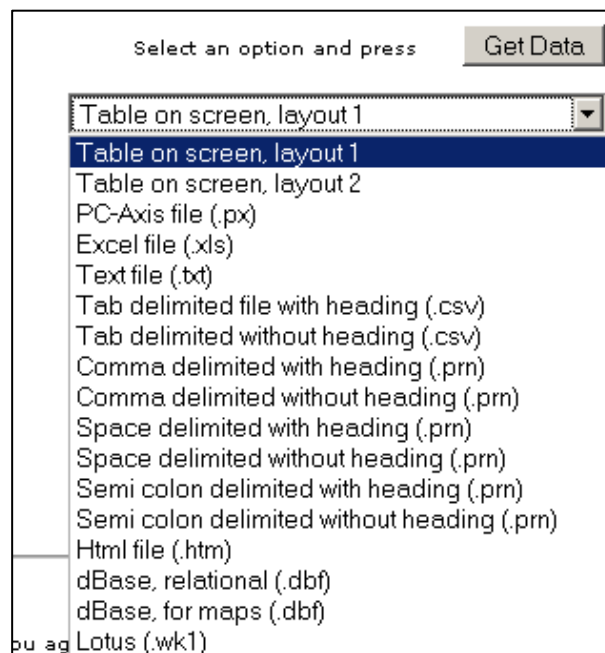 Select an option and press Get Data
Table on screen, layout 1
Table on screen, layout 1
Table on screen, layout 2
PC-Axis file (.px)
Excel file (.xls)
Text file (.txt)
Tab delimited file with heading (.csv)
Tab delimited without heading (.csv)
Comma delimited with heading (.prn)
Comma delimited without heading (.prn)
Space delimited with heading (.prn)
Space delimited without heading (.prn)
Semi colon delimited with heading (.prn)
Semi colon delimited without heading (.prn)
Html file (.htm)
dBase, relational (.dbf)
dBase, for maps (.dbf)
Lotus (.wk1)